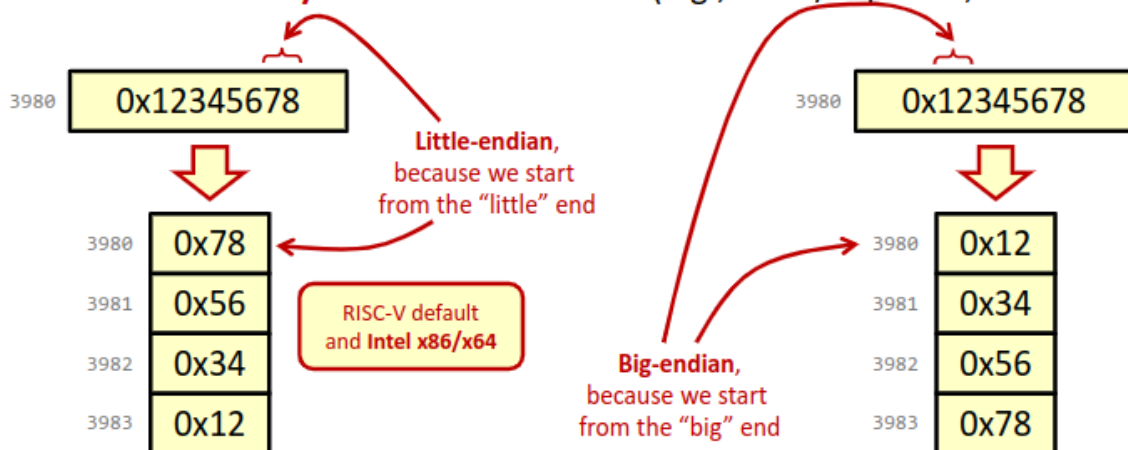 3980
0x12345678
Little-endian,
because we start
from the “little” end
3980 0x78
3981 0x56
3982 0x34
3983 0x12
RISC-V default
and Intel x86/x64
3980
0x12345678
Big-endian,
because we start
from the “big” end
3980 0x12
3981 0x34
3982 0x56
3983 0x78